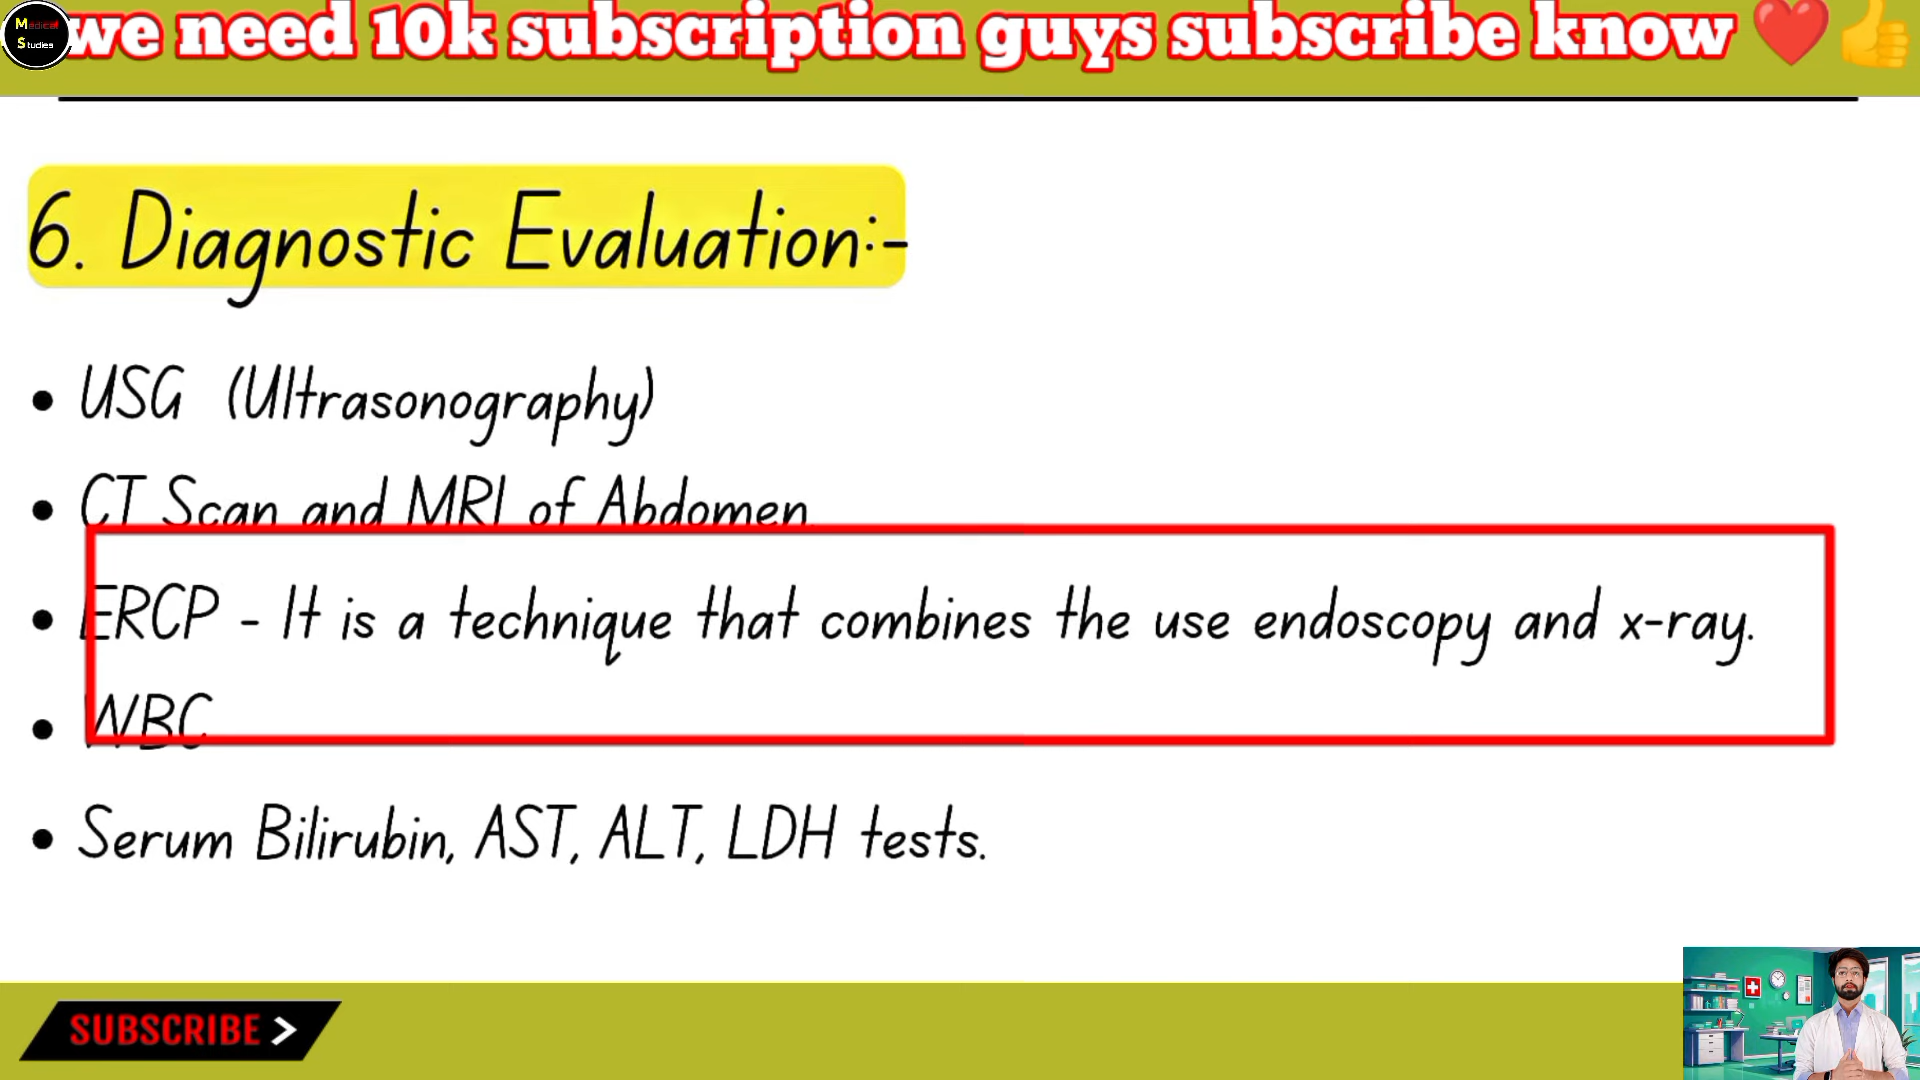 Medical
Studies
we need 10k subscription guys subscribe know ❤️👍
6. Diagnostic Evaluation:-
• USG (Ultrasonography)
• CT Scan and MRI of Abdomen.
• ERCP - It is a technique that combines the use endoscopy and x-ray.
• WBC
• Serum Bilirubin, AST, ALT, LDH tests.
SUBSCRIBE >